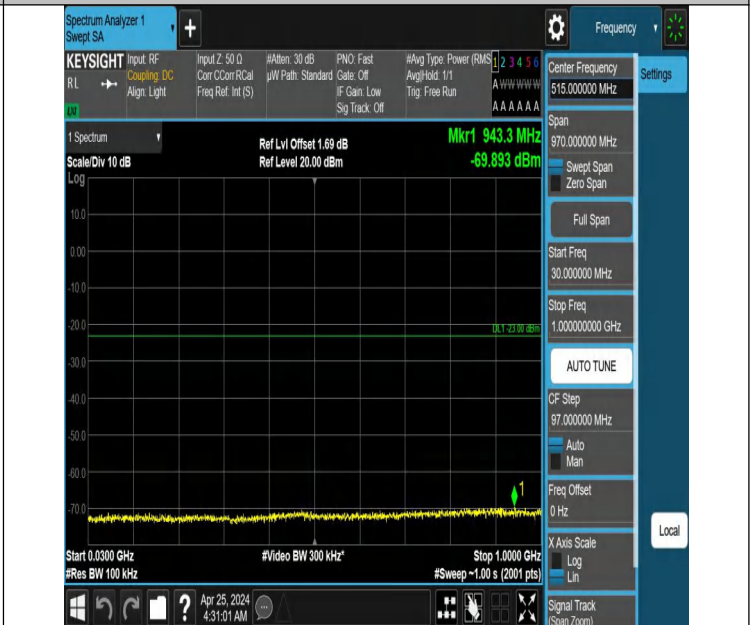 Spectrum Analyzer 1
Swept SA
Frequency
KEYSIGHT
RL
LXI
Input: RF
Coupling: DC
Align: Light
Input Z: 50 Ω
Corr CCorr RCal
Freq Ref: Int (S)
#Atten: 30 dB
µW Path: Standard
PNO: Fast
Gate: Off
IF Gain: Low
Sig Track: Off
#Avg Type: Power (RMS
Avg|Hold: 1/1
Trig: Free Run
1 2 3 4 5 6
A W W W W W
A A A A A A
Center Frequency
515.000000 MHz
Settings
Span
970.000000 MHz
Swept Span
Zero Span
Full Span
Start Freq
30.000000 MHz
Stop Freq
1.000000000 GHz
AUTO TUNE
CF Step
97.000000 MHz
Auto
Man
Freq Offset
0 Hz
X Axis Scale
Log
Lin
Signal Track
(Span Zoom)
Local
1 Spectrum
Scale/Div 10 dB
Log
Ref Lvl Offset 1.69 dB
Ref Level 20.00 dBm
Mkr1 943.3 MHz
-69.893 dBm
10.0
0.00
-10.0
-20.0
DL1 -23.00 dBm
-30.0
-40.0
-50.0
-60.0
1
-70.0
Start 0.0300 GHz
#Res BW 100 kHz
#Video BW 300 kHz*
Stop 1.0000 GHz
#Sweep ~1.00 s (2001 pts)
Apr 25, 2024
4:31:01 AM